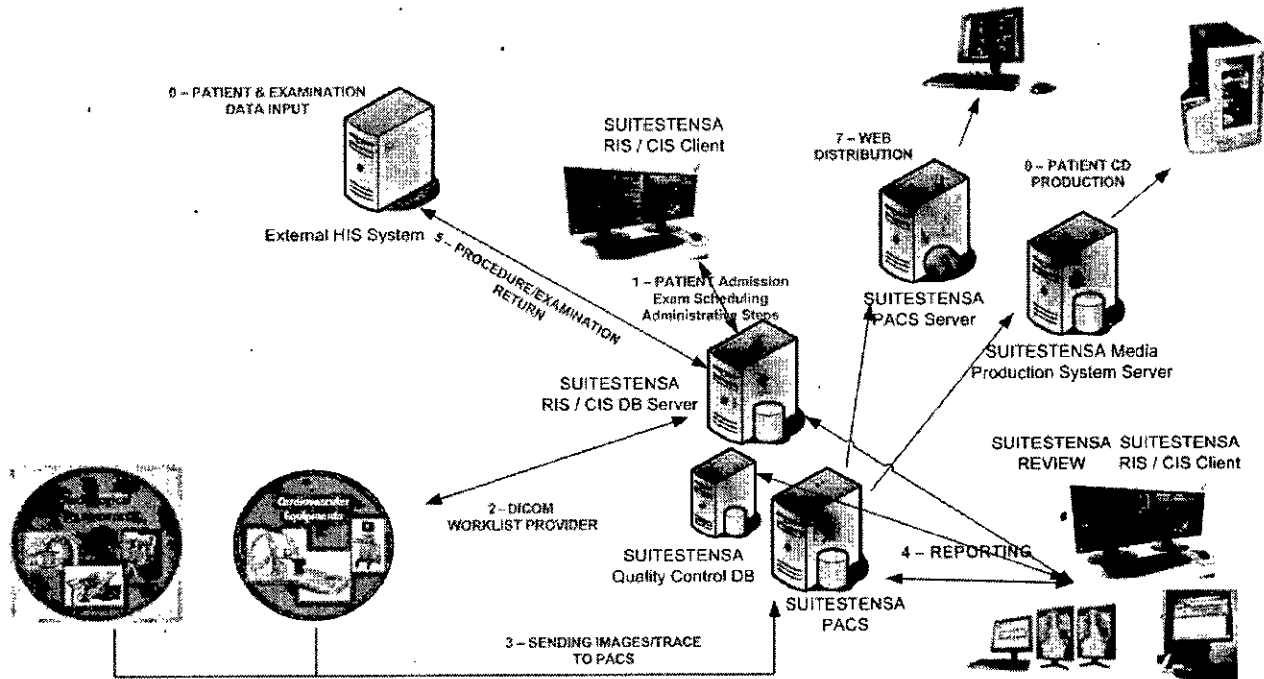 0 – PATIENT & EXAMINATION
DATA INPUT
SUITESTENSA
RIS / CIS Client
7 – WEB
DISTRIBUTION
8 – PATIENT CD
PRODUCTION
External HIS System
5 – PROCEDURE/EXAMINATION
RETURN
1 – PATIENT Admission
Exam Scheduling
Administrative Steps
SUITESTENSA
PACS Server
SUITESTENSA Media
Production System Server
SUITESTENSA
RIS / CIS DB Server
SUITESTENSA
REVIEW
SUITESTENSA
RIS / CIS Client
2 – DICOM
WORKLIST PROVIDER
SUITESTENSA
Quality Control DB
4 – REPORTING
SUITESTENSA
PACS
3 – SENDING IMAGES/TRACE
TO PACS